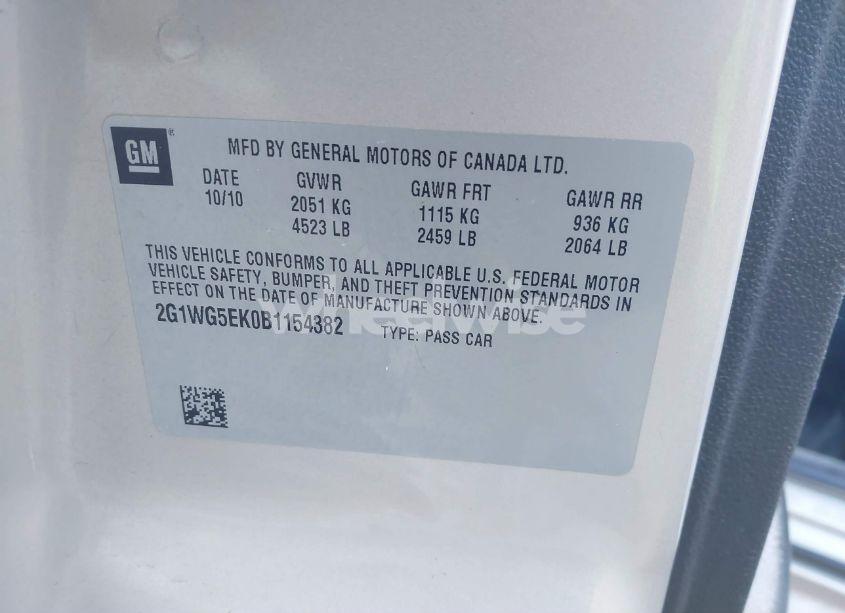 GM ®
MFD BY GENERAL MOTORS OF CANADA LTD.
DATE GVWR GAWR FRT GAWR RR
10/10 2051 KG 1115 KG 936 KG
4523 LB 2459 LB 2064 LB
THIS VEHICLE CONFORMS TO ALL APPLICABLE U.S. FEDERAL MOTOR
VEHICLE SAFETY, BUMPER, AND THEFT PREVENTION STANDARDS IN
EFFECT ON THE DATE OF MANUFACTURE SHOWN ABOVE.
2G1WG5EK0B1154382 TYPE: PASS CAR
wheelwise